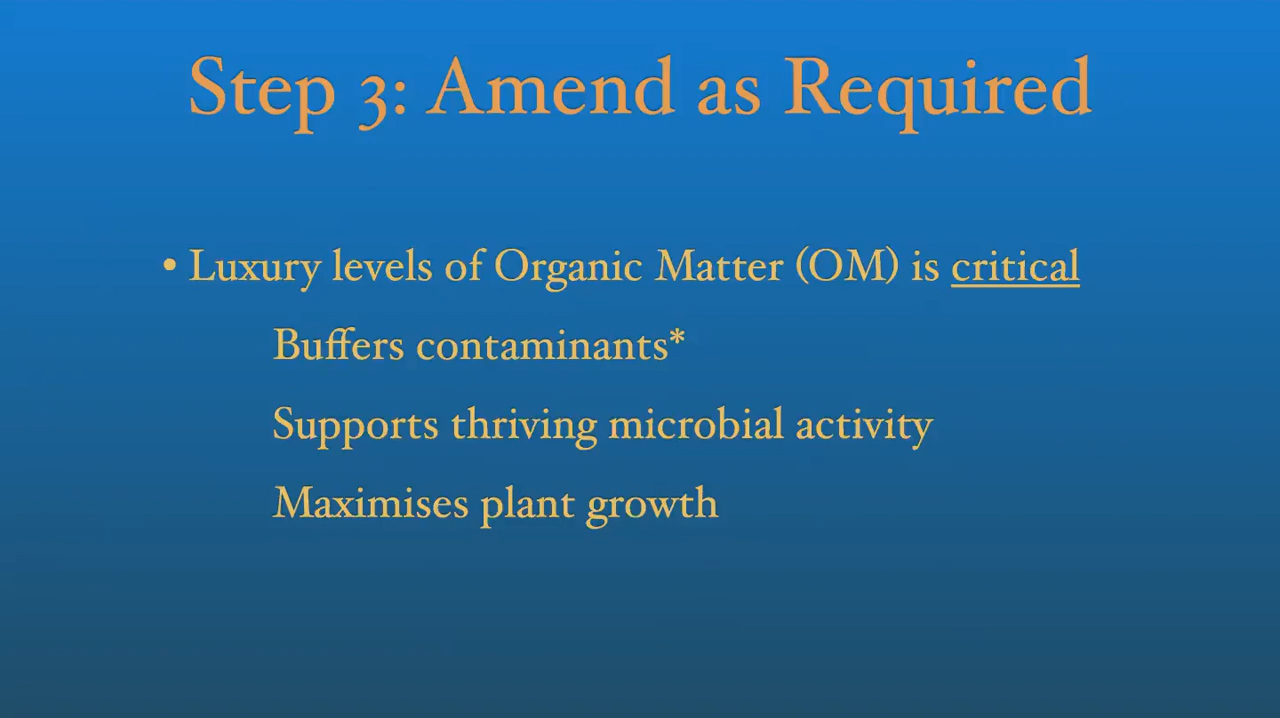 Step 3: Amend as Required
• Luxury levels of Organic Matter (OM) is critical
Buffers contaminants*
Supports thriving microbial activity
Maximises plant growth